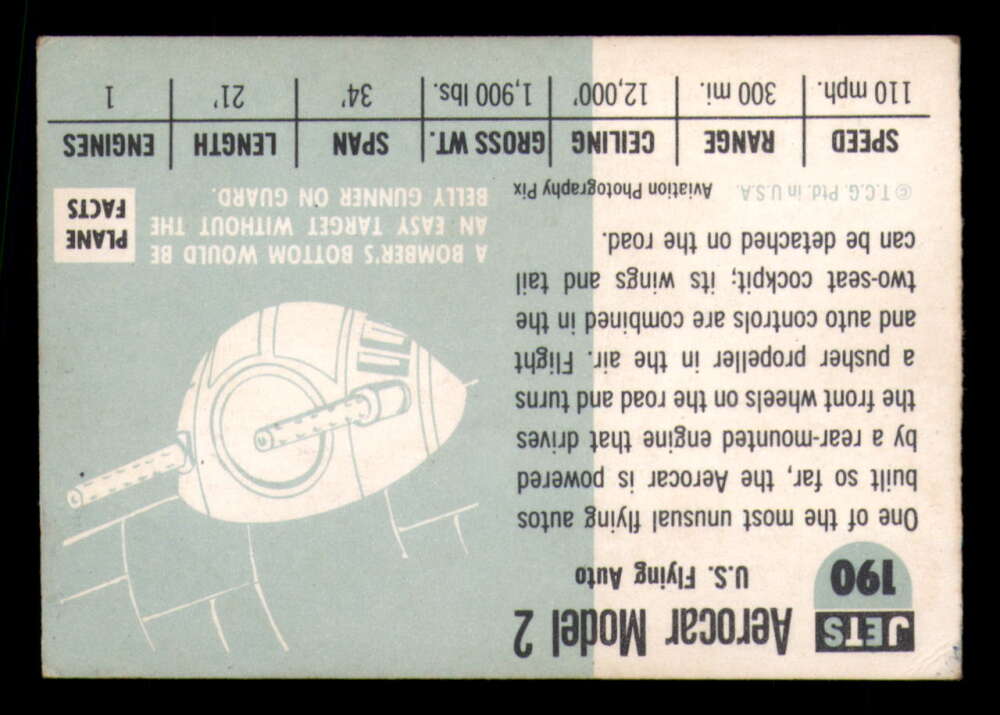 JETS
190
Aerocar Model 2
U.S. Flying Auto
One of the most unusual flying autos
built so far, the Aerocar is powered
by a rear-mounted engine that drives
the front wheels on the road and turns
a pusher propeller in the air. Flight
and auto controls are combined in the
two-seat cockpit; its wings and tail
can be detached on the road.
© T.C.G Ptd. in U.S.A. Aviation Photography Pix
A BOMBER'S BOTTOM WOULD BE
AN EASY TARGET WITHOUT THE
BELLY GUNNER ON GUARD.
PLANE
FACTS
SPEED RANGE CEILING GROSS WT. SPAN LENGTH ENGINES
110 mph. 300 mi. 12,000' 1,900 lbs. 34' 21' 1